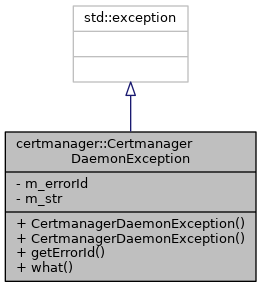 std::exception
certmanager::Certmanager
DaemonException
- m_errorId
- m_str
+ CertmanagerDaemonException()
+ CertmanagerDaemonException()
+ getErrorId()
+ what()